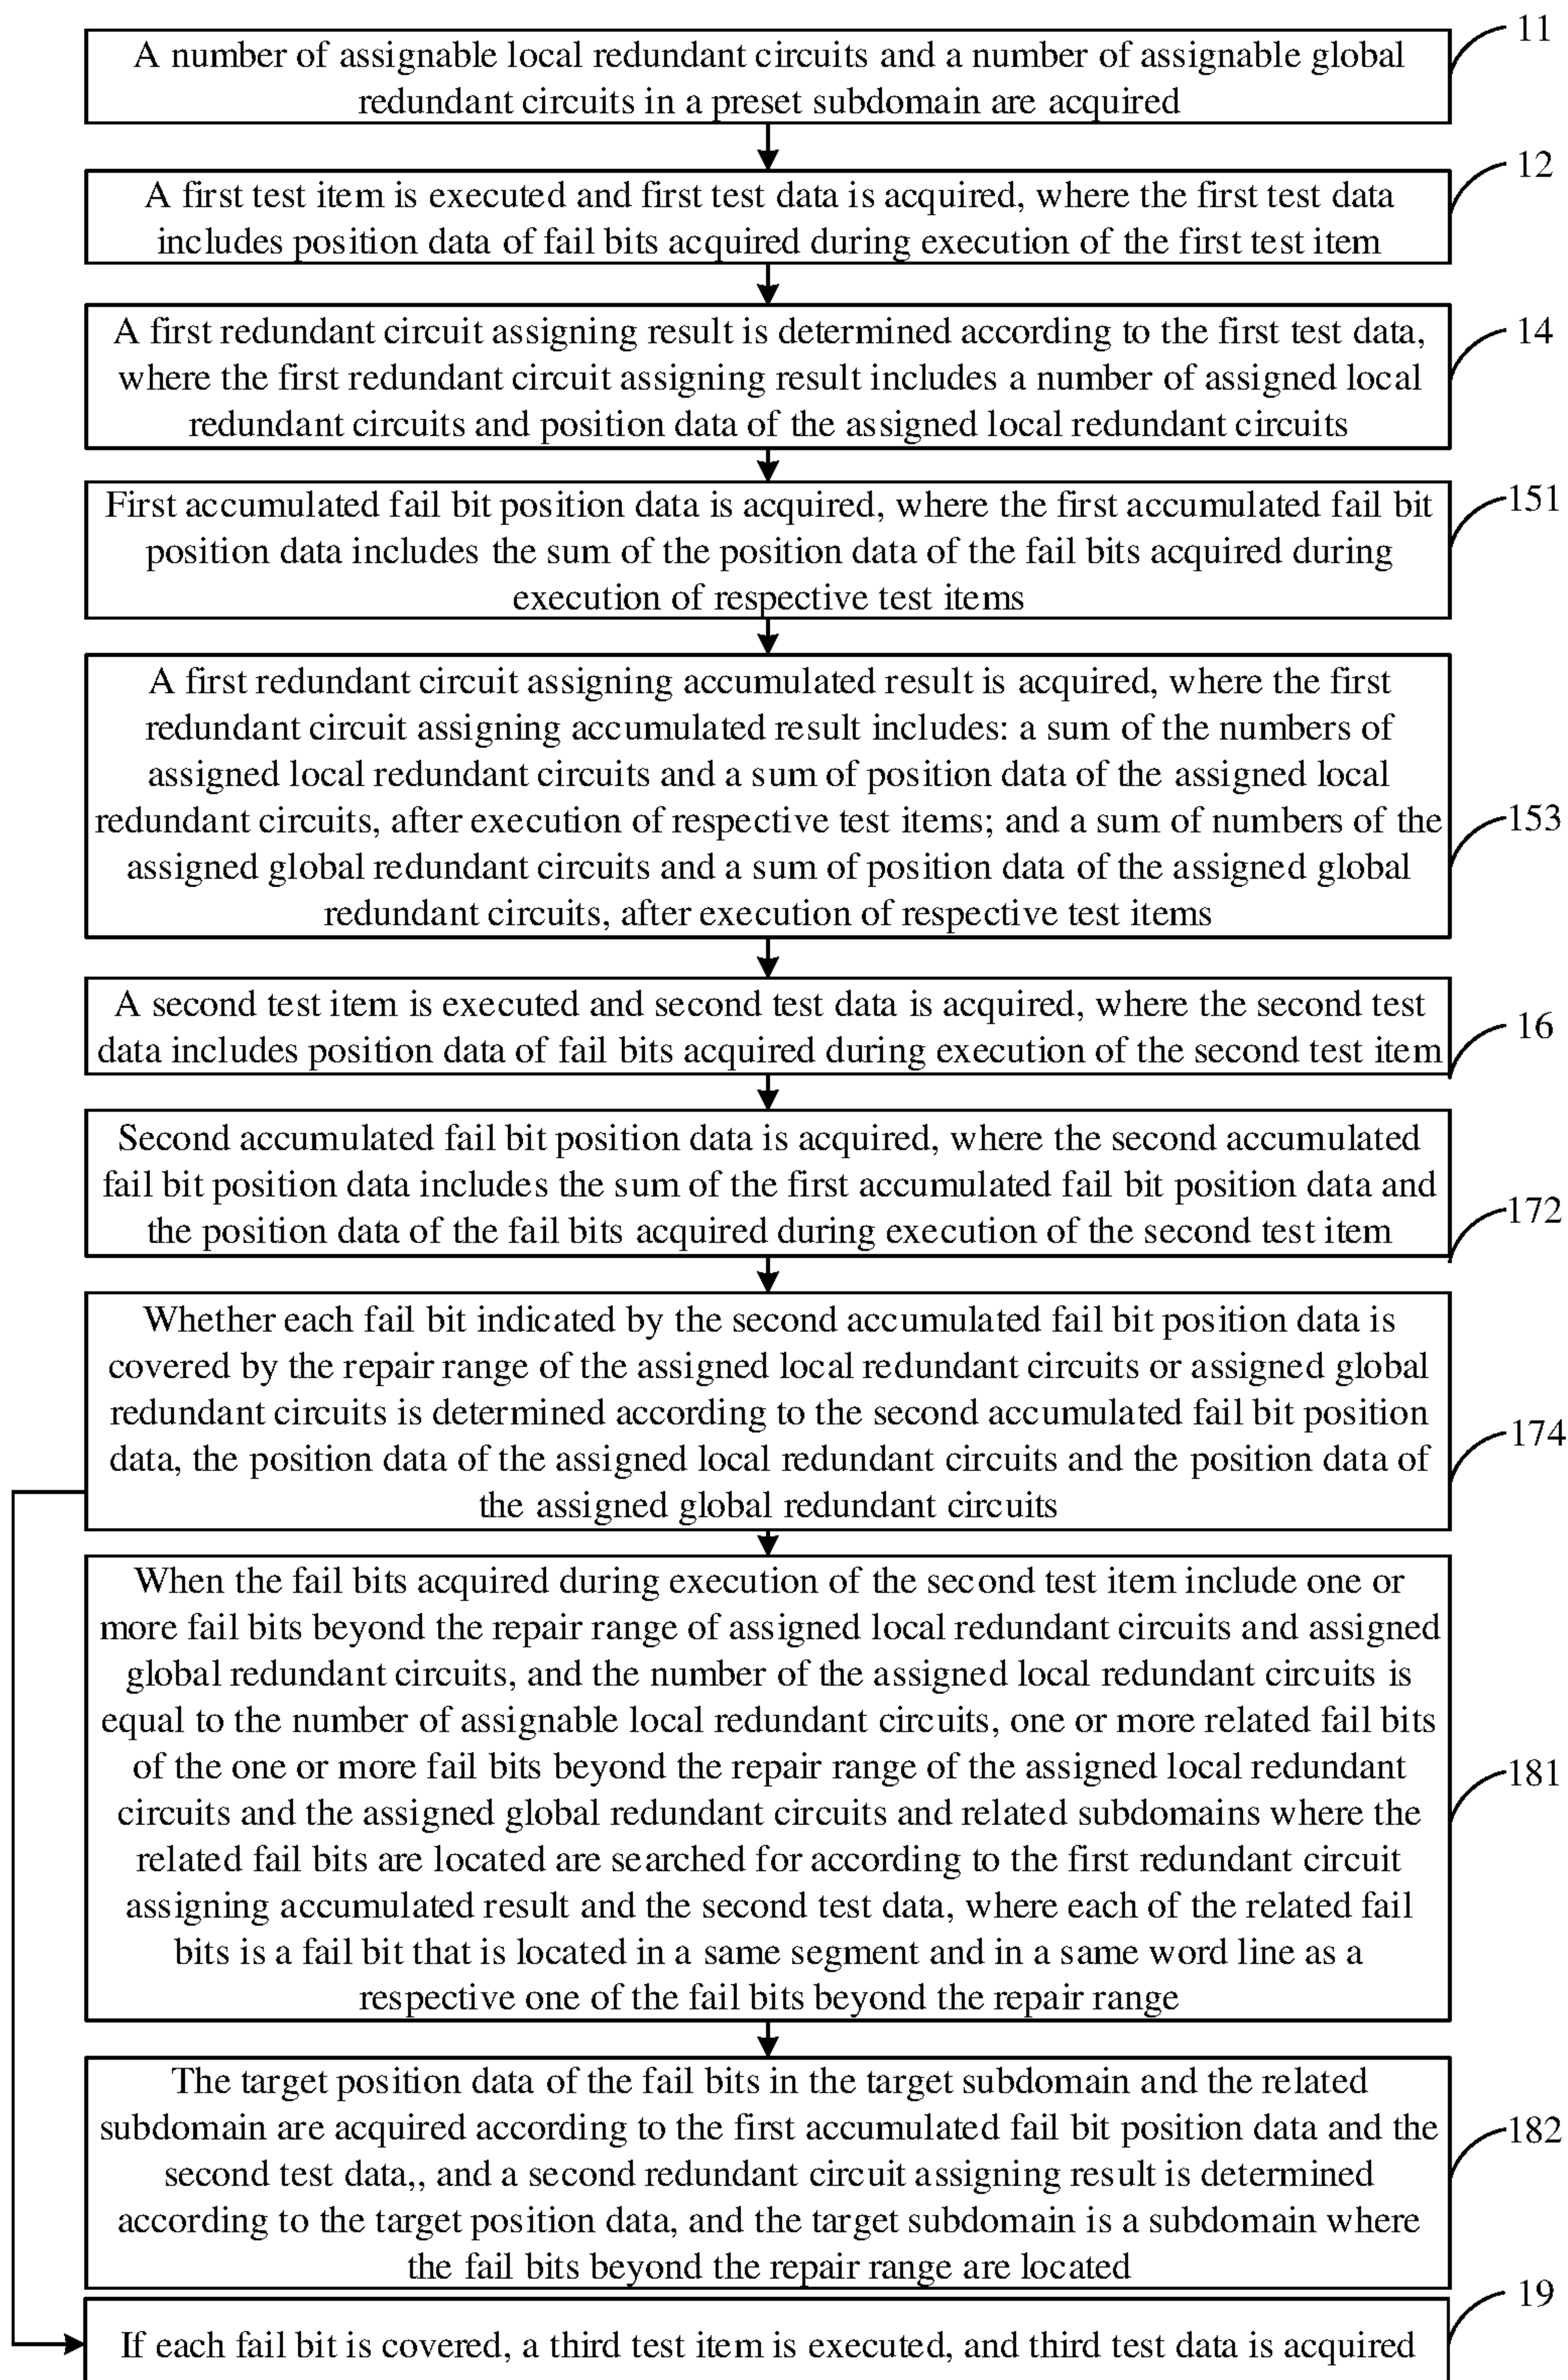 11
A number of assignable local redundant circuits and a number of assignable global
redundant circuits in a preset subdomain are acquired
12
A first test item is executed and first test data is acquired, where the first test data
includes position data of fail bits acquired during execution of the first test item
14
A first redundant circuit assigning result is determined according to the first test data,
where the first redundant circuit assigning result includes a number of assigned local
redundant circuits and position data of the assigned local redundant circuits
151
First accumulated fail bit position data is acquired, where the first accumulated fail bit
position data includes the sum of the position data of the fail bits acquired during
execution of respective test items
153
A first redundant circuit assigning accumulated result is acquired, where the first
redundant circuit assigning accumulated result includes: a sum of the numbers of
assigned local redundant circuits and a sum of position data of the assigned local
redundant circuits, after execution of respective test items; and a sum of numbers of the
assigned global redundant circuits and a sum of position data of the assigned global
redundant circuits, after execution of respective test items
16
A second test item is executed and second test data is acquired, where the second test
data includes position data of fail bits acquired during execution of the second test item
172
Second accumulated fail bit position data is acquired, where the second accumulated
fail bit position data includes the sum of the first accumulated fail bit position data and
the position data of the fail bits acquired during execution of the second test item
174
Whether each fail bit indicated by the second accumulated fail bit position data is
covered by the repair range of the assigned local redundant circuits or assigned global
redundant circuits is determined according to the second accumulated fail bit position
data, the position data of the assigned local redundant circuits and the position data of
the assigned global redundant circuits
181
When the fail bits acquired during execution of the second test item include one or
more fail bits beyond the repair range of assigned local redundant circuits and assigned
global redundant circuits, and the number of the assigned local redundant circuits is
equal to the number of assignable local redundant circuits, one or more related fail bits
of the one or more fail bits beyond the repair range of the assigned local redundant
circuits and the assigned global redundant circuits and related subdomains where the
related fail bits are located are searched for according to the first redundant circuit
assigning accumulated result and the second test data, where each of the related fail
bits is a fail bit that is located in a same segment and in a same word line as a
respective one of the fail bits beyond the repair range
182
The target position data of the fail bits in the target subdomain and the related
subdomain are acquired according to the first accumulated fail bit position data and the
second test data,, and a second redundant circuit assigning result is determined
according to the target position data, and the target subdomain is a subdomain where
the fail bits beyond the repair range are located
19
If each fail bit is covered, a third test item is executed, and third test data is acquired